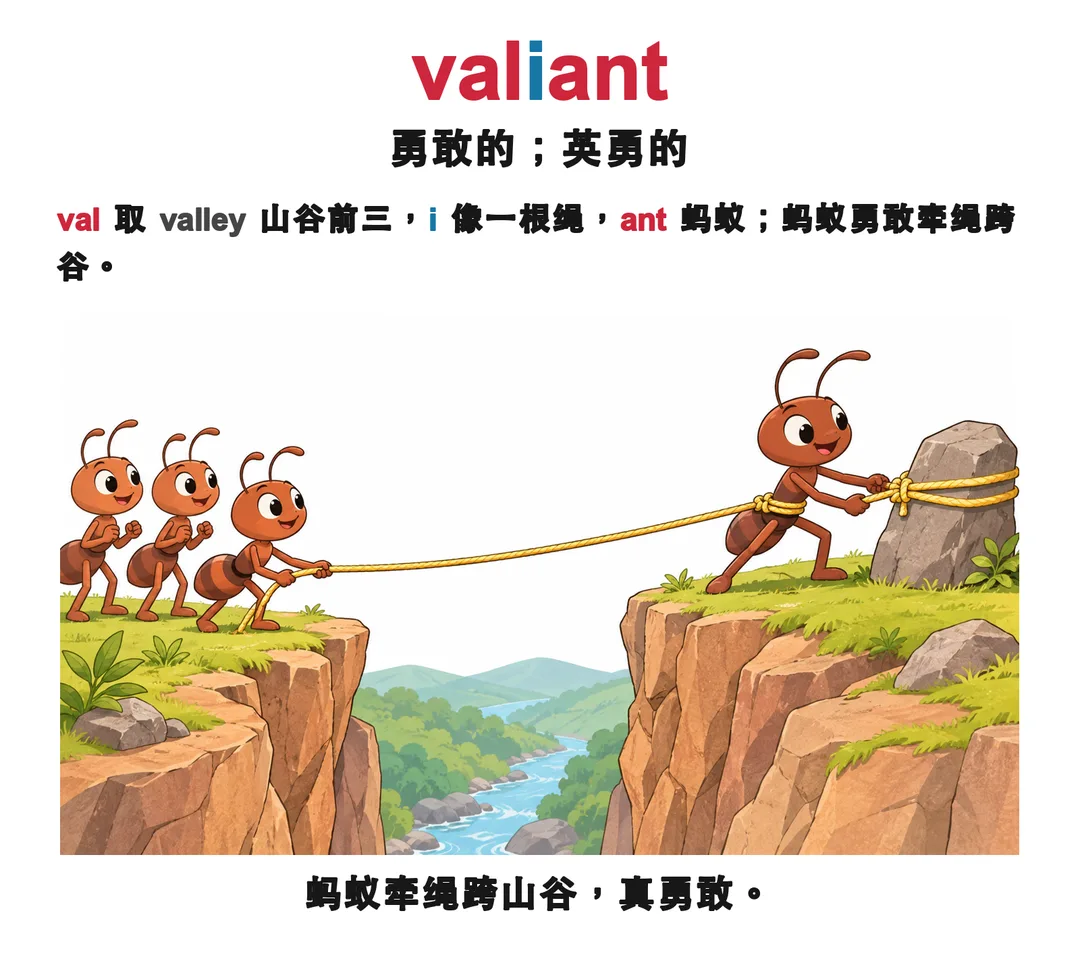 valiant
勇敢的；英勇的
val 取 valley 山谷前三，i 像一根绳，ant 蚂蚁；蚂蚁勇敢牵绳跨
谷。
蚂蚁牵绳跨山谷，真勇敢。